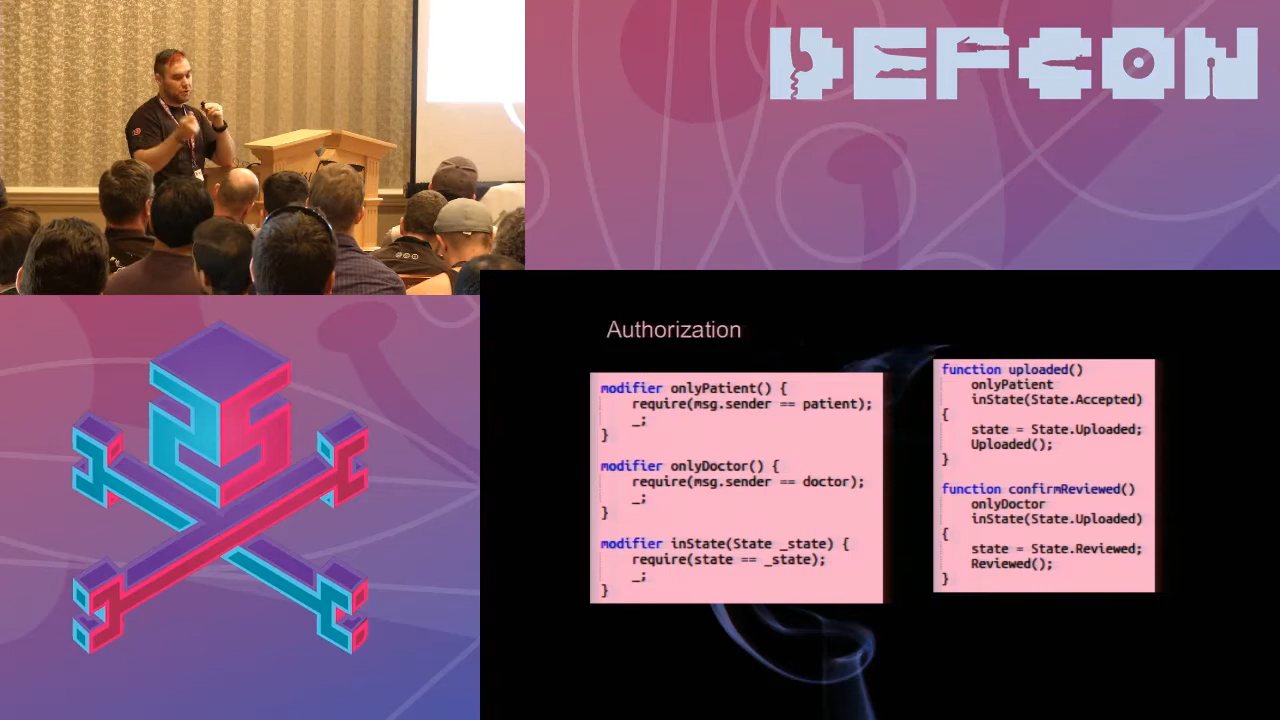 DEFCON
Authorization
modifier onlyPatient() {
require(msg.sender == patient);
_;
}
modifier onlyDoctor() {
require(msg.sender == doctor);
_;
}
modifier inState(State _state) {
require(state == _state);
_;
}
function uploaded()
onlyPatient
inState(State.Accepted)
{
state = State.Uploaded;
Uploaded();
}
function confirmReviewed()
onlyDoctor
inState(State.Uploaded)
{
state = State.Reviewed;
Reviewed();
}